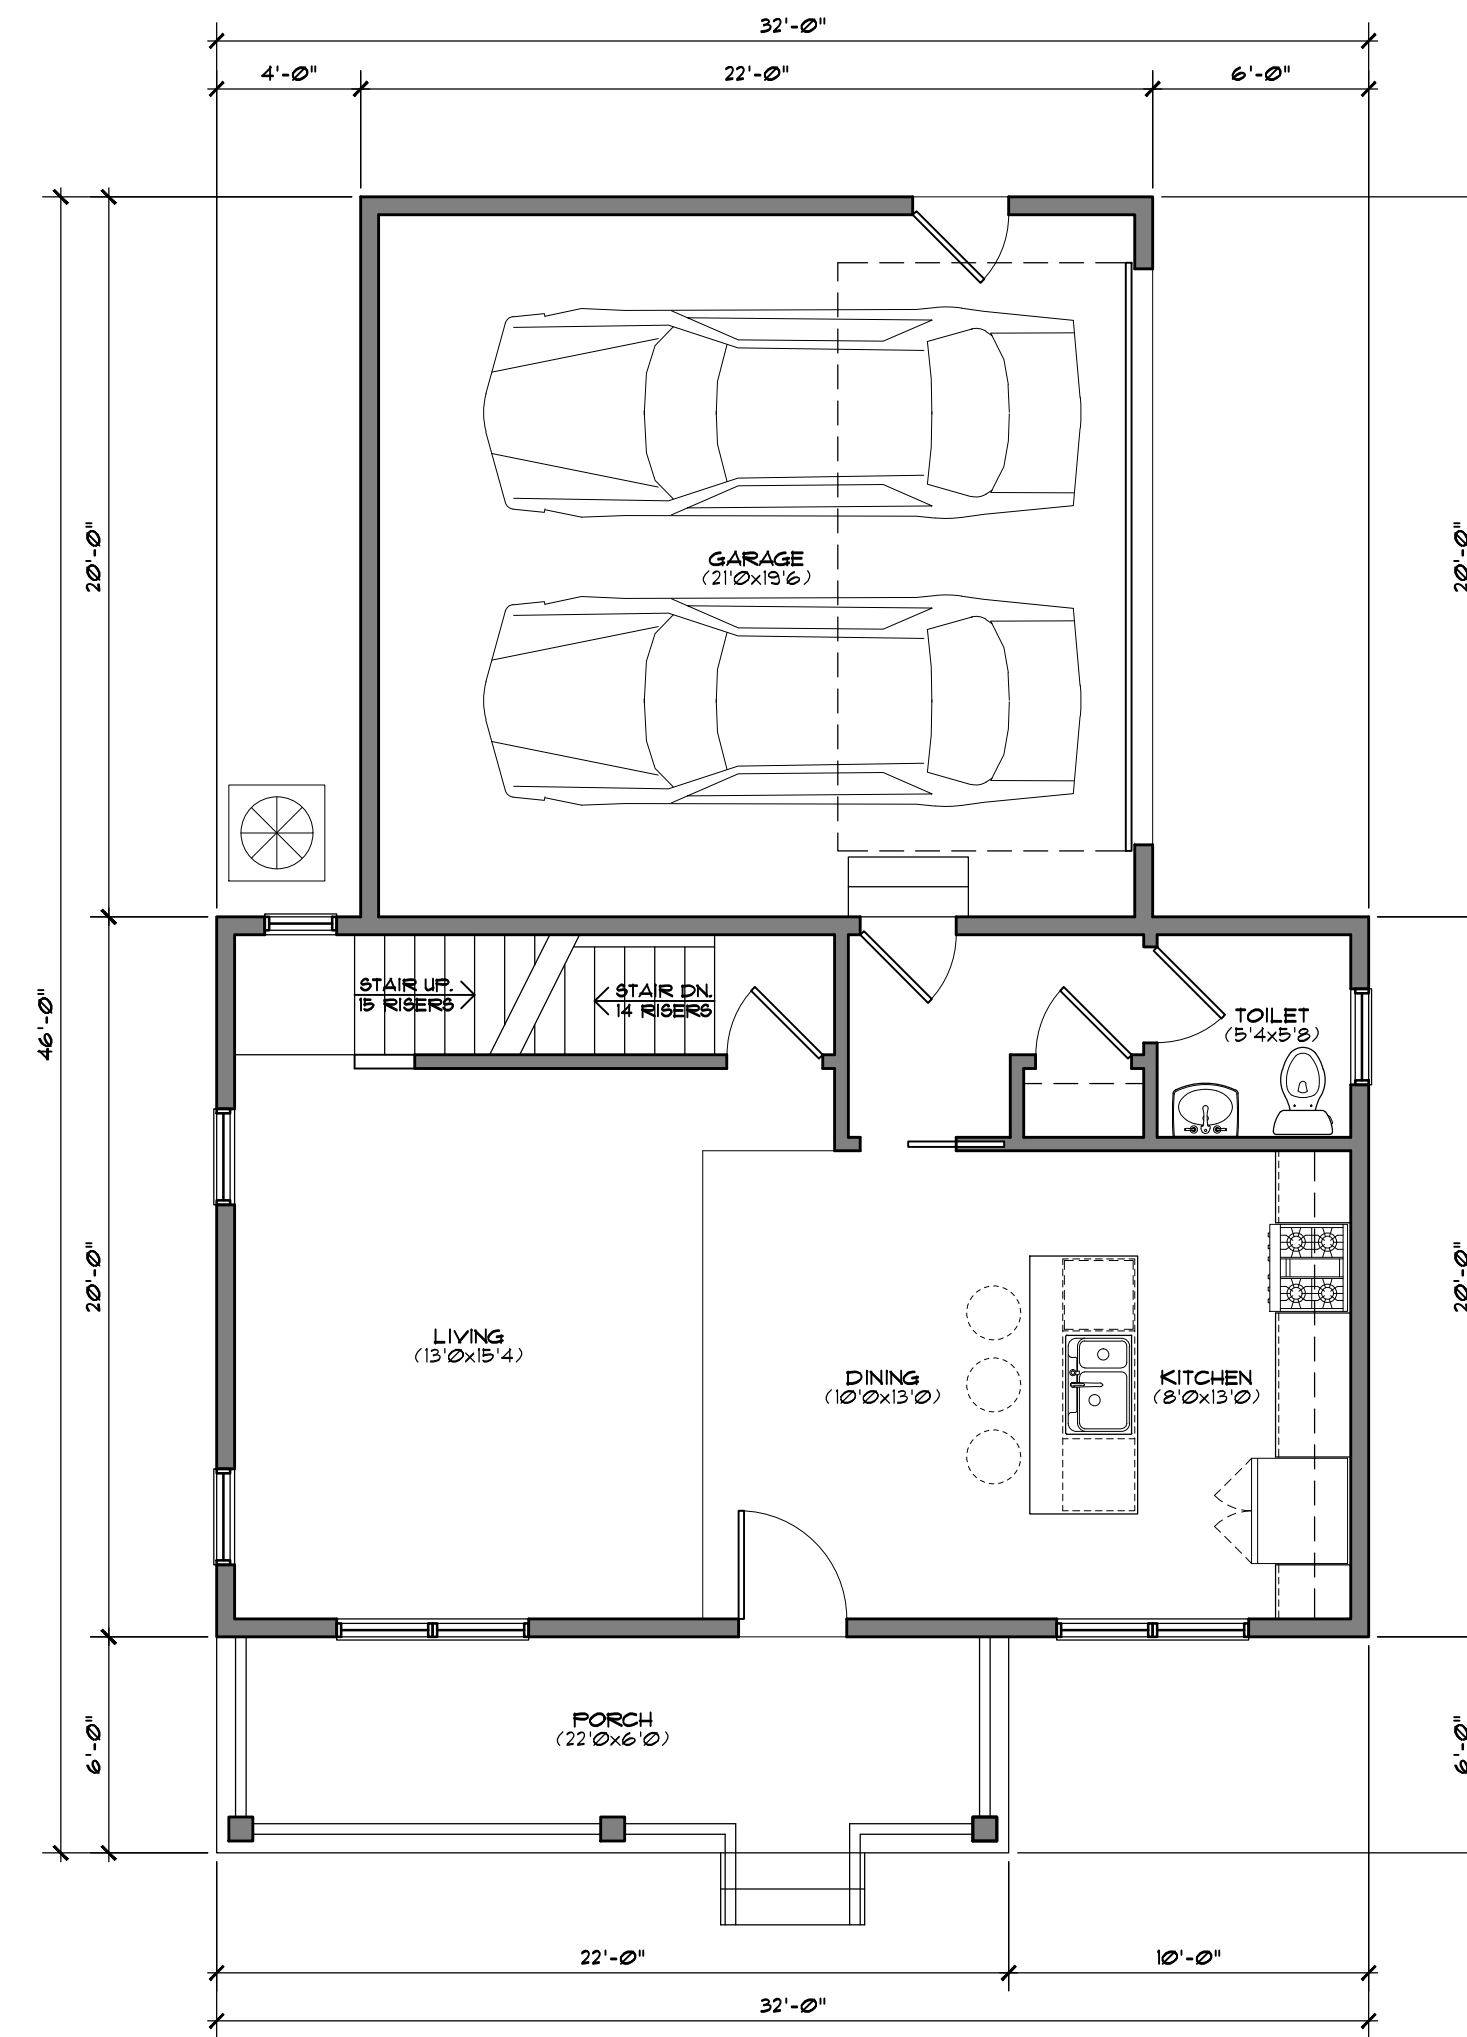 32'-0"
4'-0"
22'-0"
6'-0"
20'-0"
20'-0"
GARAGE
(21'0x19'6)
46'-0"
STAIR UP.
15 RISERS
STAIR DN.
14 RISERS
TOILET
(5'4x5'8)
20'-0"
20'-0"
LIVING
(13'0x15'4)
DINING
(10'0x13'0)
KITCHEN
(8'0x13'0)
6'-0"
6'-0"
PORCH
(22'0x6'0)
22'-0"
10'-0"
32'-0"